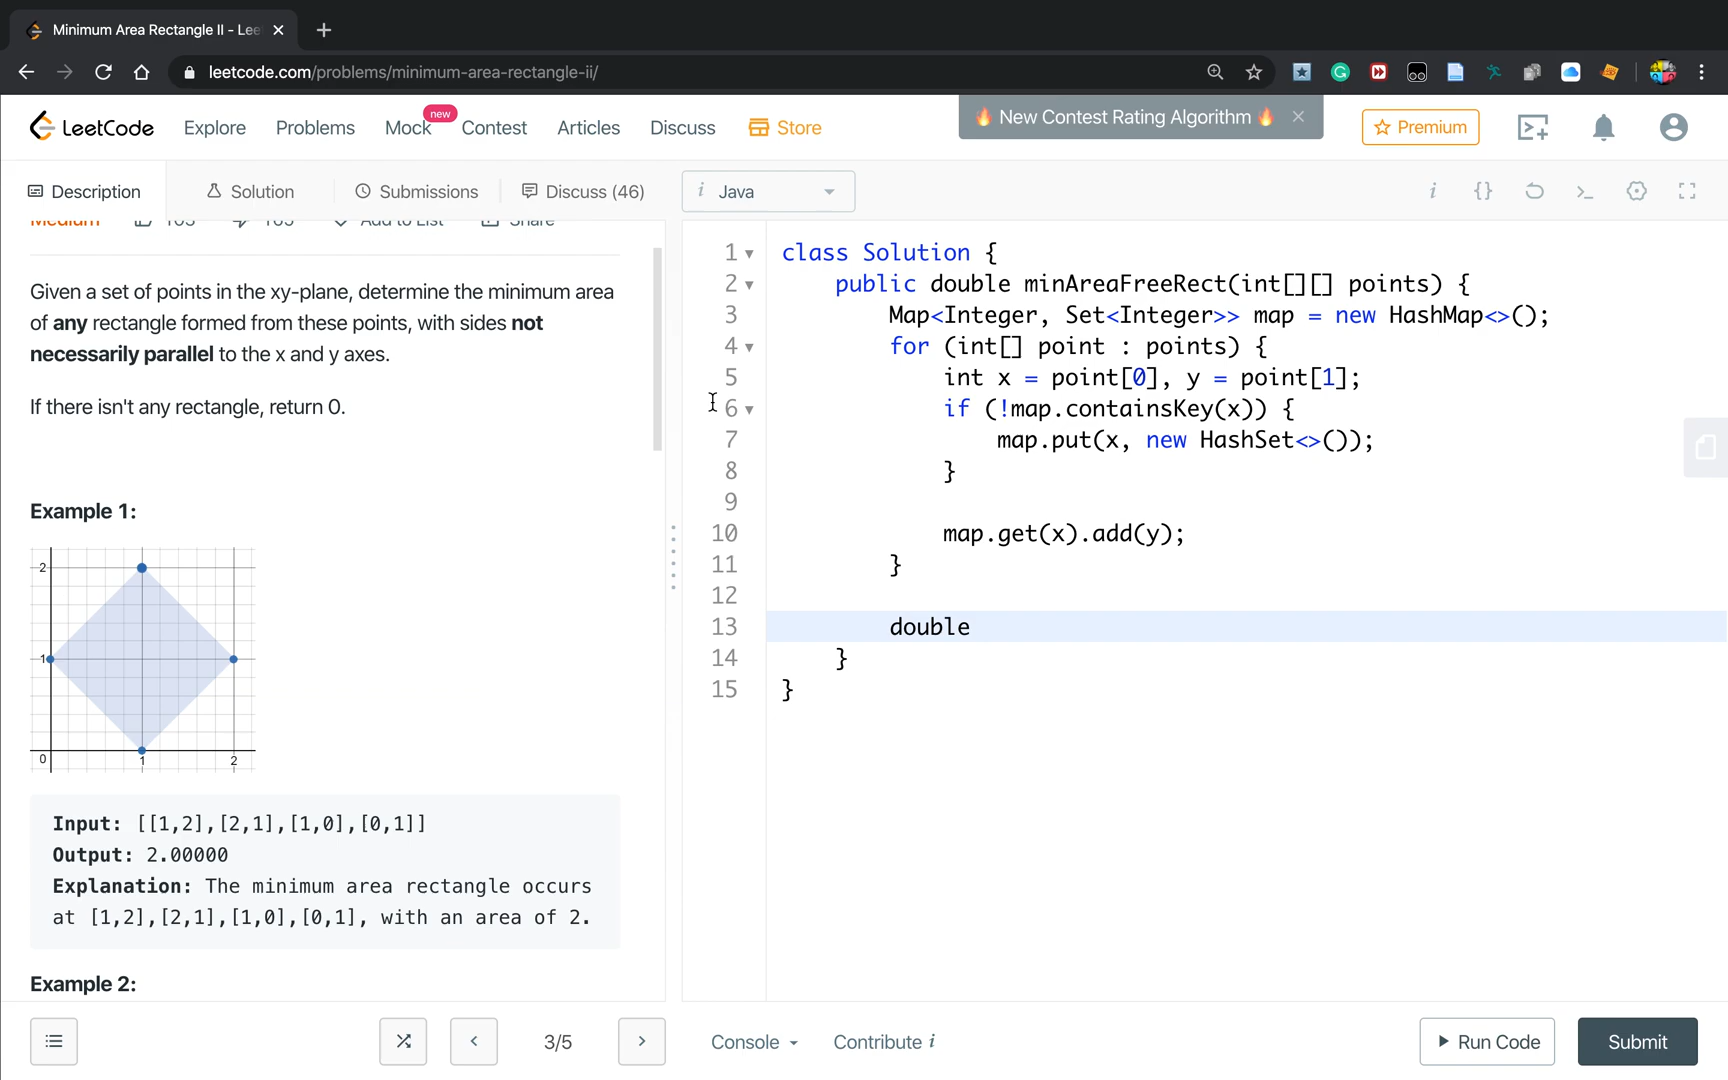 Minimum Area Rectangle II - Lee
leetcode.com/problems/minimum-area-rectangle-ii/
LeetCode
Explore
Problems
Mock
new
Contest
Articles
Discuss
Store
New Contest Rating Algorithm
Premium
Description
Solution
Submissions
Discuss (46)
i Java
Medium
Add to List
Share
Given a set of points in the xy-plane, determine the minimum area
of any rectangle formed from these points, with sides not
necessarily parallel to the x and y axes.
If there isn't any rectangle, return 0.
Example 1:
2
1
0
1
2
Input: [[1,2],[2,1],[1,0],[0,1]]
Output: 2.00000
Explanation: The minimum area rectangle occurs
at [1,2],[2,1],[1,0],[0,1], with an area of 2.
Example 2:
1 class Solution {
2 public double minAreaFreeRect(int[][] points) {
3 Map<Integer, Set<Integer>> map = new HashMap<>();
4 for (int[] point : points) {
5 int x = point[0], y = point[1];
6 if (!map.containsKey(x)) {
7 map.put(x, new HashSet<>());
8 }
9
10 map.get(x).add(y);
11 }
12
13 double
14 }
15 }
3/5
Console
Contribute i
Run Code
Submit